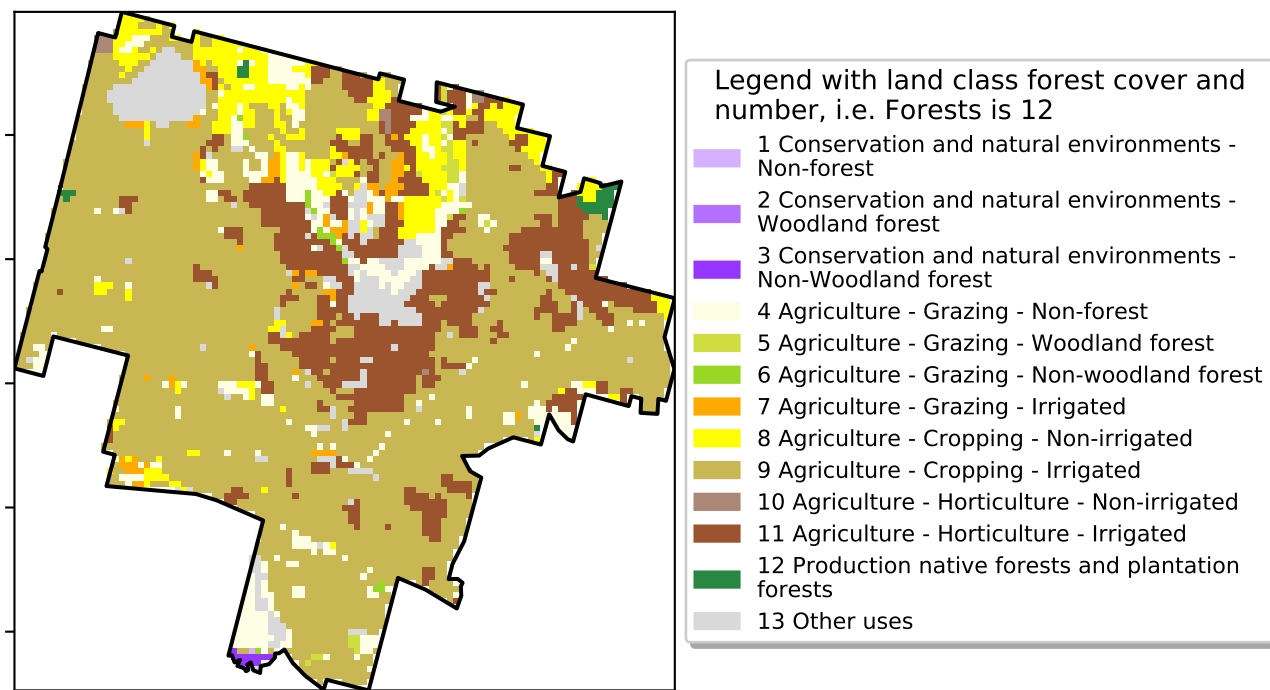 Legend with land class forest cover and
number, i.e. Forests is 12
1 Conservation and natural environments -
Non-forest
2 Conservation and natural environments -
Woodland forest
3 Conservation and natural environments -
Non-Woodland forest
4 Agriculture - Grazing - Non-forest
5 Agriculture - Grazing - Woodland forest
6 Agriculture - Grazing - Non-woodland forest
7 Agriculture - Grazing - Irrigated
8 Agriculture - Cropping - Non-irrigated
9 Agriculture - Cropping - Irrigated
10 Agriculture - Horticulture - Non-irrigated
11 Agriculture - Horticulture - Irrigated
12 Production native forests and plantation
forests
13 Other uses